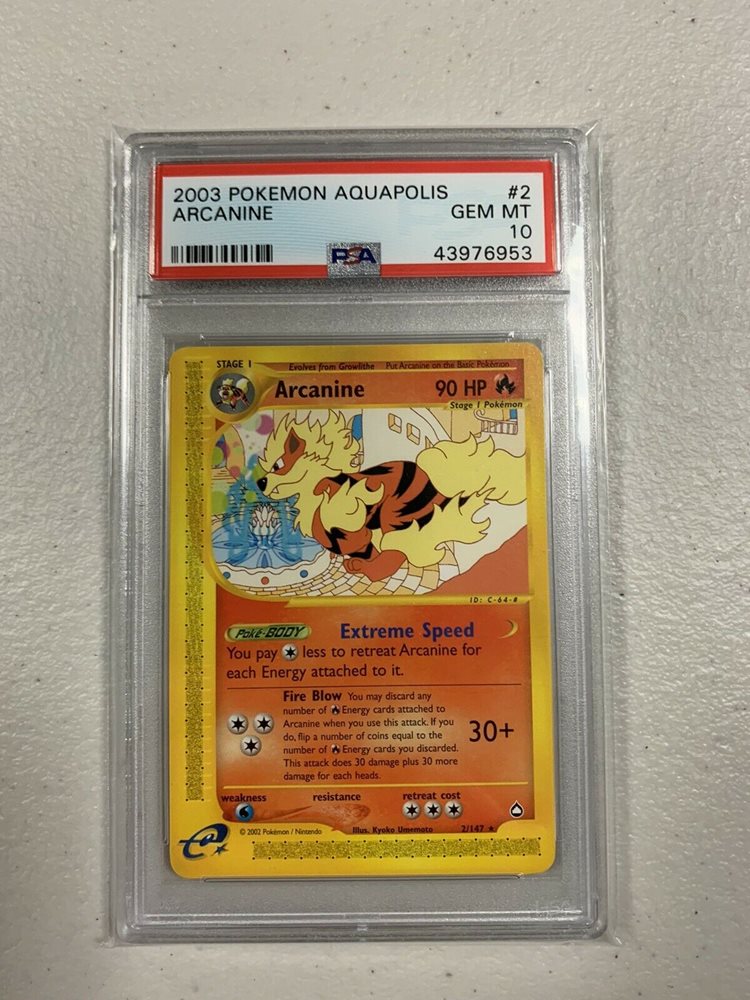 2003 POKEMON AQUAPOLIS #2
ARCANINE GEM MT
10
PSA 43976953
STAGE 1 Evolves from Growlithe Put Arcanine on the Basic Pokémon
Arcanine 90 HP
Stage 1 Pokémon
ID: C-64-#
Poké-BODY Extreme Speed
You pay less to retreat Arcanine for
each Energy attached to it.
Fire Blow You may discard any
number of Energy cards attached to
Arcanine when you use this attack. If you
do, flip a number of coins equal to the
number of Energy cards you discarded.
This attack does 30 damage plus 30 more
damage for each heads.
30+
weakness resistance retreat cost
© 2002 Pokémon / Nintendo Illus. Kyoko Umemoto 2/147 ★
e